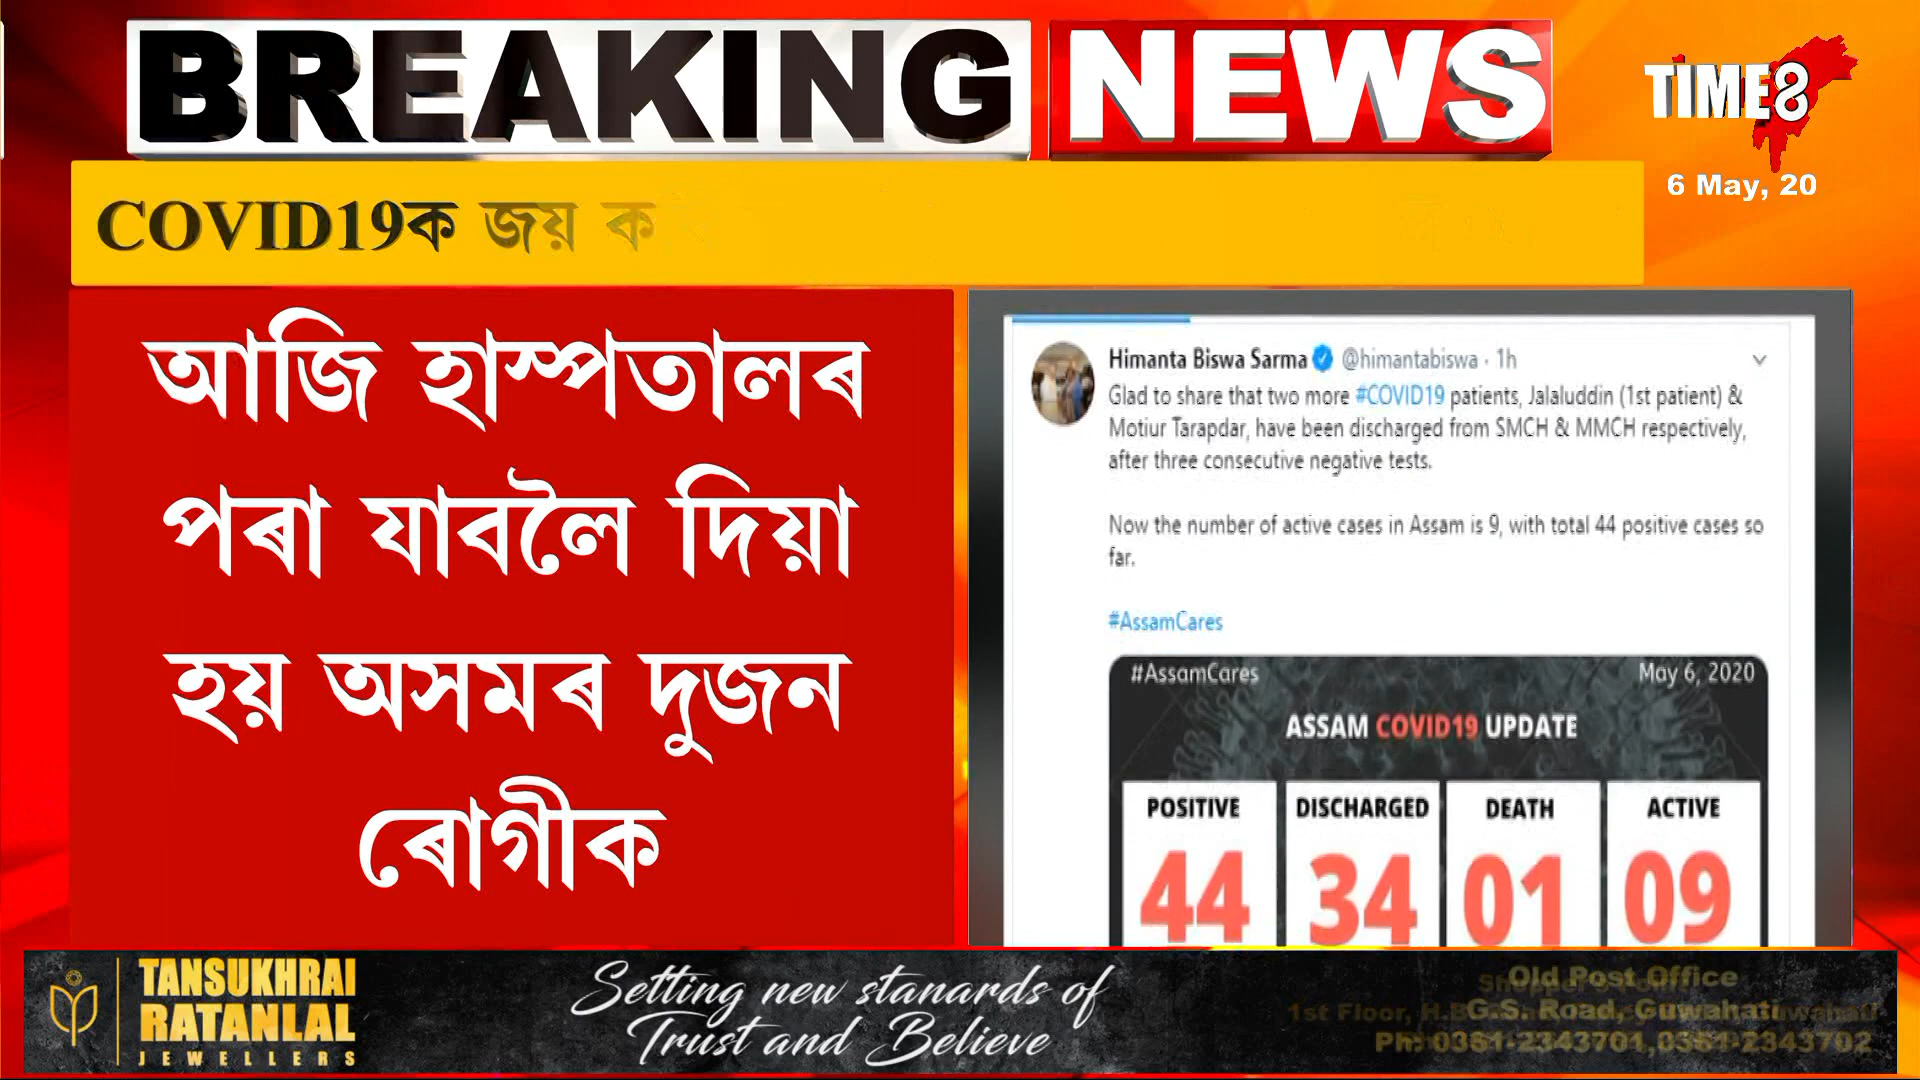 BREAKING NEWS
TIME8
6 May, 20
COVID19ক জয় ক
আজি হাস্পতালৰ
পৰা যাবলৈ দিয়া
হয় অসমৰ দুজন
ৰোগীক
Himanta Biswa Sarma @himantabiswa · 1h
Glad to share that two more #COVID19 patients, Jalaluddin (1st patient) &
Motiur Tarapdar, have been discharged from SMCH & MMCH respectively,
after three consecutive negative tests.
Now the number of active cases in Assam is 9, with total 44 positive cases so
far.
#AssamCares
#AssamCares May 6, 2020
ASSAM COVID19 UPDATE
POSITIVE DISCHARGED DEATH ACTIVE
44 34 01 09
TANSUKHRAI
RATANLAL
JEWELLERS
Setting new stanards of
Trust and Believe
Old Post Office
G.S. Road, Guwahati
Ph: 0361-2343701,0361-2343702